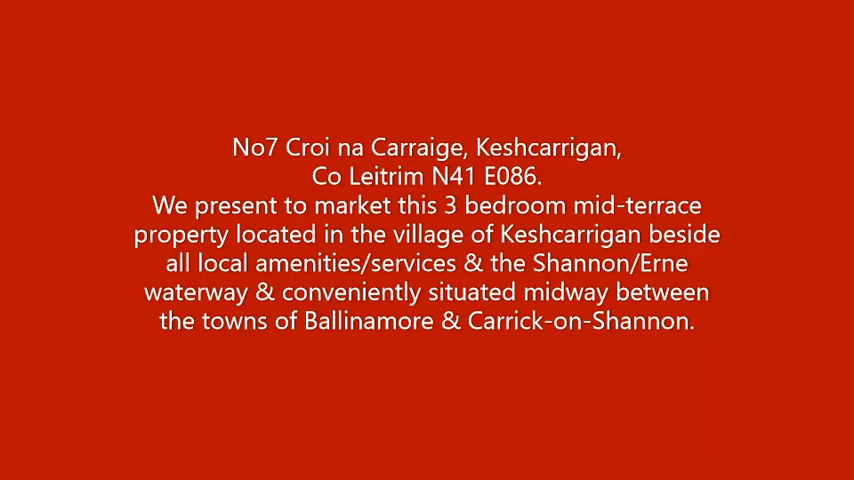 No7 Croi na Carraige, Keshcarrigan,
Co Leitrim N41 E086.
We present to market this 3 bedroom mid-terrace
property located in the village of Keshcarrigan beside
all local amenities/services & the Shannon/Erne
waterway & conveniently situated midway between
the towns of Ballinamore & Carrick-on-Shannon.